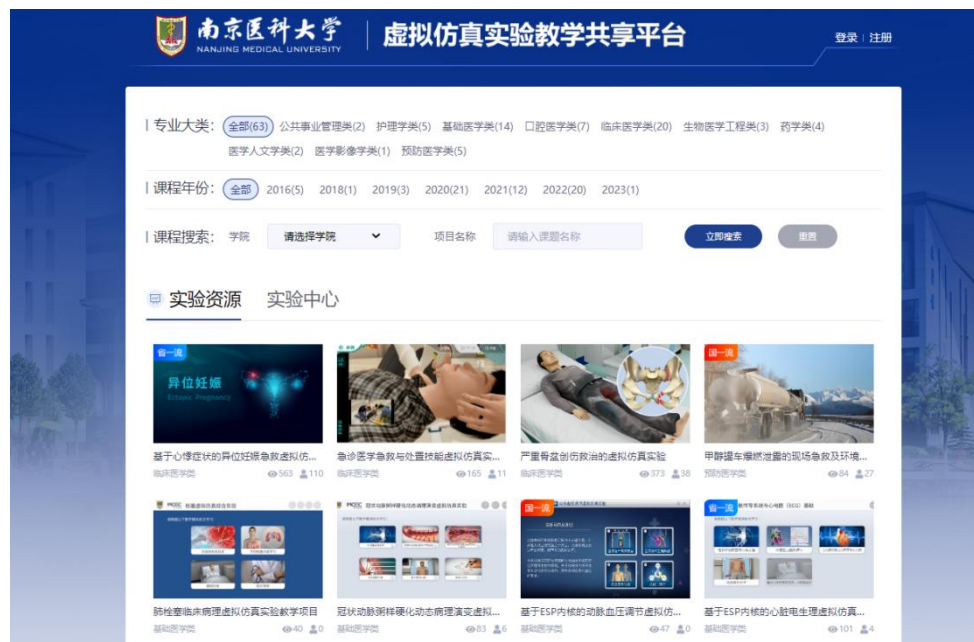 南京医科大学
NANJING MEDICAL UNIVERSITY
虚拟仿真实验教学共享平台
登录 | 注册
专业大类： 全部(63) 公共事业管理类(2) 护理学类(5) 基础医学类(14) 口腔医学类(7) 临床医学类(20) 生物医学工程类(3) 药学类(4)
医学人文学类(2) 医学影像学类(1) 预防医学类(5)
课程年份： 全部 2016(5) 2018(1) 2019(3) 2020(21) 2021(12) 2022(20) 2023(1)
课程搜索： 学院 请选择学院 项目名称 请输入课题名称 立即搜索 重置
实验资源 实验中心
省一流
异位妊娠
Ectopic Pregnancy
国一流
基于心悸症状的异位妊娠急救虚拟仿... 急诊医学急救与处置技能虚拟仿真实... 严重骨盆创伤救治的虚拟仿真实验 甲醇罐车爆燃泄露的现场急救及环境...
临床医学类 563 110 临床医学类 165 11 临床医学类 373 38 预防医学类 84 27
国一流
省一流
肺栓塞临床病理虚拟仿真实验教学项目 冠状动脉粥样硬化动态病理演变虚拟... 基于ESP内核的动脉血压调节虚拟仿... 基于ESP内核的心脏电生理虚拟仿真...
基础医学类 40 0 基础医学类 83 6 基础医学类 47 0 基础医学类 101 4